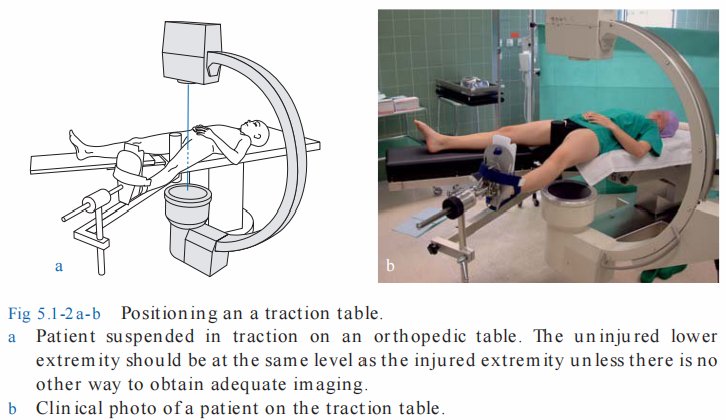 a
b
Fig 5.1-2a-b Positioning an a traction table.
a Patient suspended in traction on an orthopedic table. The uninjured lower
extremity should be at the same level as the injured extremity unless there is no
other way to obtain adequate imaging.
b Clinical photo of a patient on the traction table.